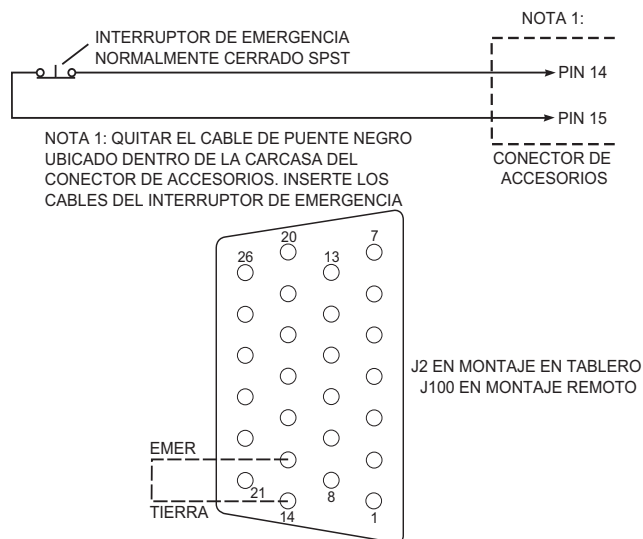 NOTA 1:
INTERRUPTOR DE EMERGENCIA
NORMALMENTE CERRADO SPST
PIN 14
PIN 15
NOTA 1: QUITAR EL CABLE DE PUENTE NEGRO
UBICADO DENTRO DE LA CARCASA DEL
CONECTOR DE ACCESORIOS. INSERTE LOS
CABLES DEL INTERRUPTOR DE EMERGENCIA
CONECTOR DE
ACCESORIOS
20
7
26
13
J2 EN MONTAJE EN TABLERO
J100 EN MONTAJE REMOTO
EMER
21
8
TIERRA
14
1